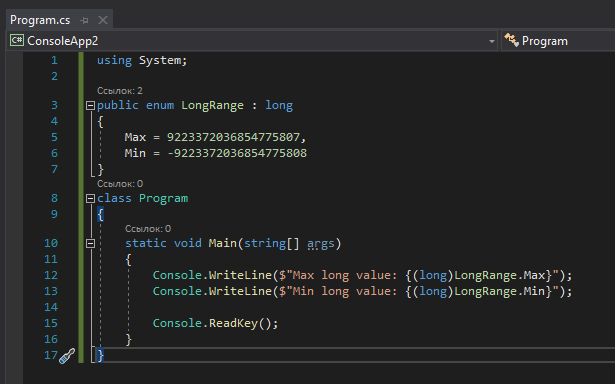 Program.cs
C# ConsoleApp2 Program
1 using System;
2
Ссылок: 2
3 public enum LongRange : long
4 {
5 Max = 9223372036854775807,
6 Min = -9223372036854775808
7 }
Ссылок: 0
8 class Program
9 {
Ссылок: 0
10 static void Main(string[] args)
11 {
12 Console.WriteLine($"Max long value: {(long)LongRange.Max}");
13 Console.WriteLine($"Min long value: {(long)LongRange.Min}");
14
15 Console.ReadKey();
16 }
17 }